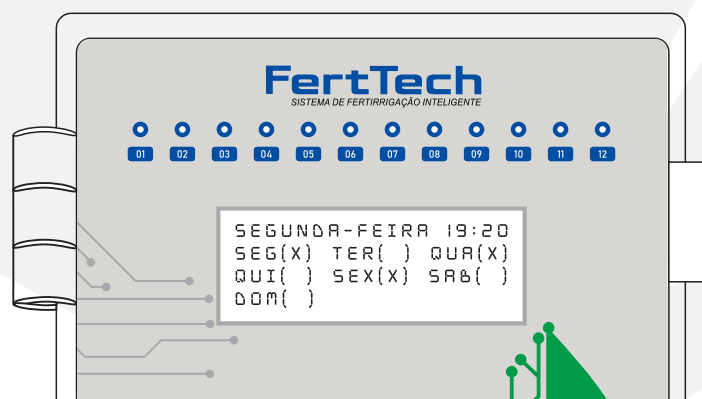 FertTech
SISTEMA DE FERTIRRIGAÇÃO INTELIGENTE
01 02 03 04 05 06 07 08 09 10 11 12
SEGUNDA-FEIRA 19:20
SEG(X) TER( ) QUA(X)
QUI( ) SEX(X) SAB( )
DOM( )